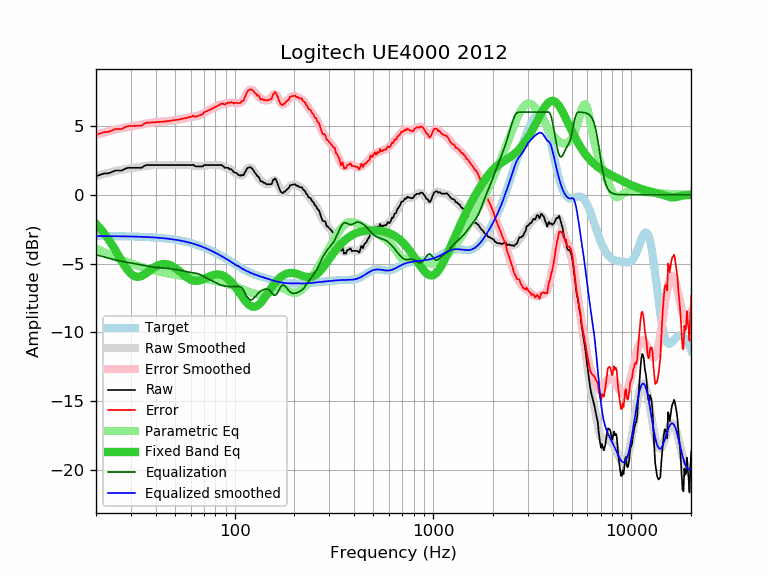 Logitech UE4000 2012
Amplitude (dBr)
5
0
−5
−10
−15
−20
Target
Raw Smoothed
Error Smoothed
Raw
Error
Parametric Eq
Fixed Band Eq
Equalization
Equalized smoothed
100
1000
10000
Frequency (Hz)